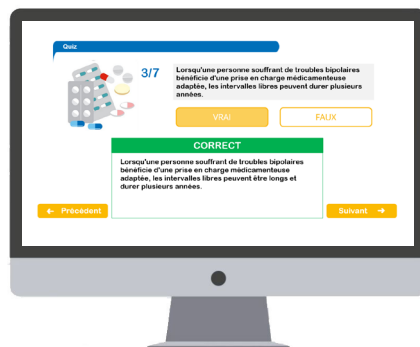 Quiz
3/7
Lorsqu'une personne souffrant de troubles bipolaires
bénéficie d'une prise en charge médicamenteuse
adaptée, les intervalles libres peuvent durer plusieurs
années.
VRAI
FAUX
CORRECT
Lorsqu'une personne souffrant de troubles bipolaires
bénéficie d'une prise en charge médicamenteuse
adaptée, les intervalles libres peuvent être longs et
durer plusieurs années.
← Précédent
Suivant →